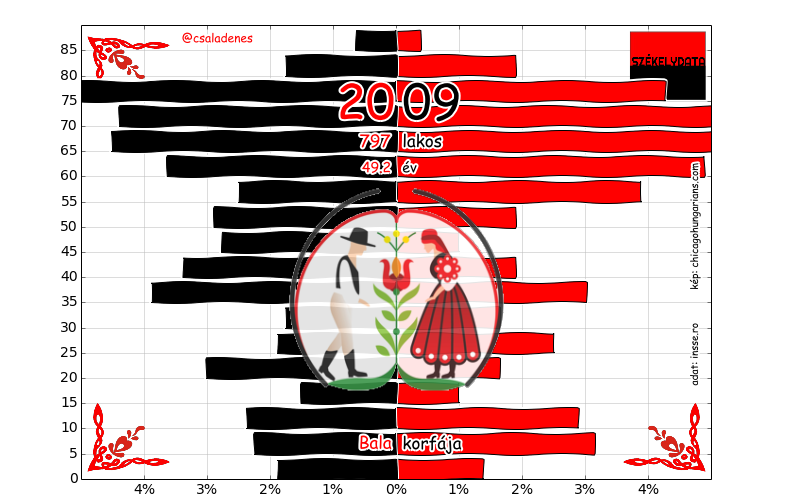 @csaladenes
SZÉKELYDATA
2009
797 lakos
49.2 év
kép: chicagohungarians.com
adat: insse.ro
Bala korfája
85
80
75
70
65
60
55
50
45
40
35
30
25
20
15
10
5
0
4% 3% 2% 1% 0% 1% 2% 3% 4%